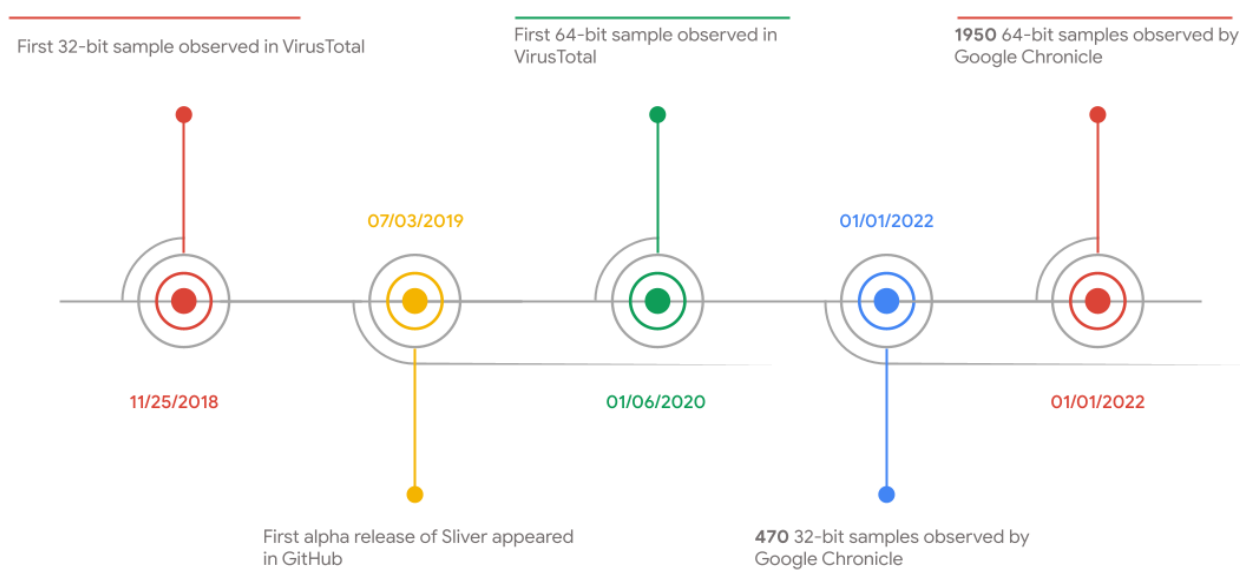 First 32-bit sample observed in VirusTotal
First 64-bit sample observed in
VirusTotal
1950 64-bit samples observed by
Google Chronicle
07/03/2019
01/01/2022
11/25/2018
01/06/2020
01/01/2022
First alpha release of Sliver appeared
in GitHub
470 32-bit samples observed by
Google Chronicle